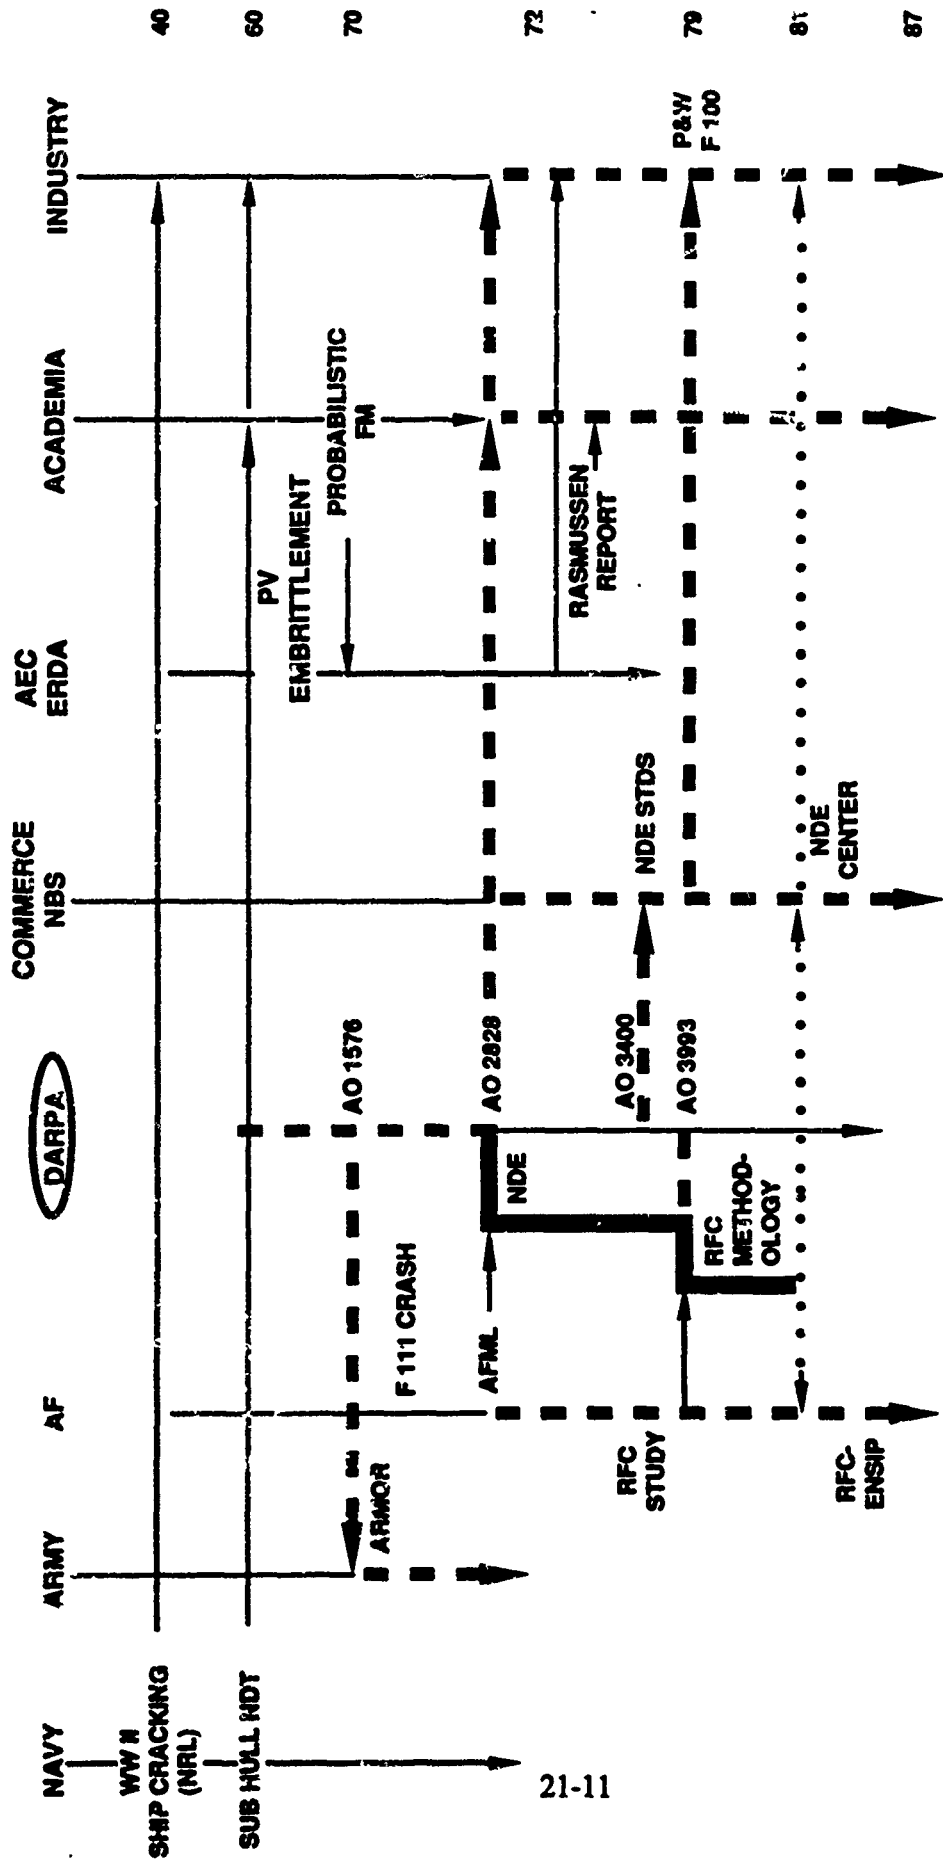 COMMERCE
AEC
NAVY
ARMY
AF
DARPA
NBS
ERDA
ACADEMIA
INDUSTRY
WW II
SHIP CRACKING
(NRL)
40
SUB HULL NDT
60
PV
EMBRITTLEMENT
ARMOR
AO 1576
PROBABILISTIC
FM
70
F 111 CRASH
AFML
NDE
AO 2828
72
RASMUSSEN
REPORT
RFC
STUDY
AO 3400
NDE STDS
AO 3993
P&W
F 100
79
RFC
METHOD-
OLOGY
NDE
CENTER
81
RFC-
ENSIP
87
21-11